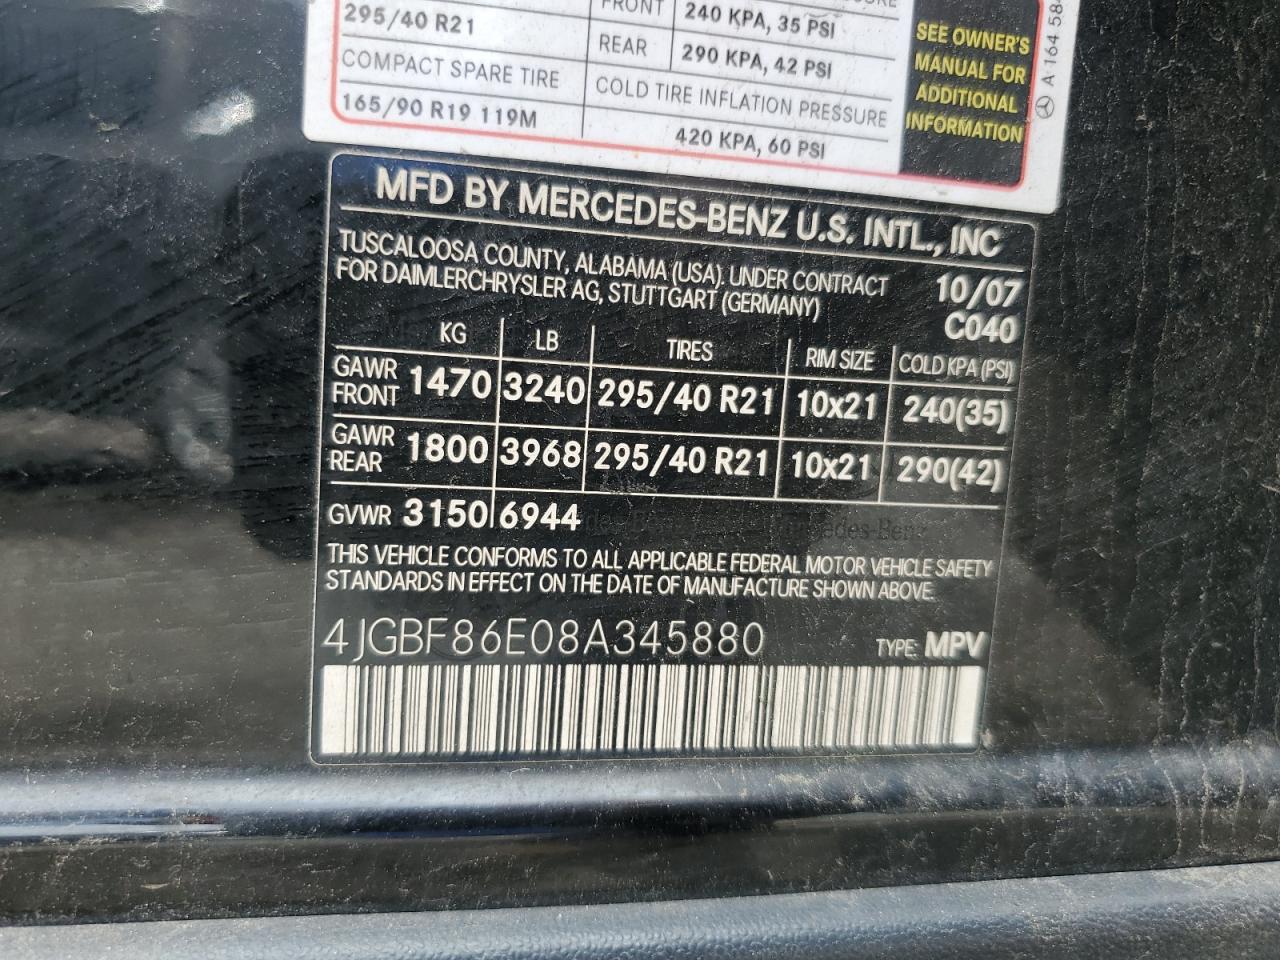 295/40 R21
FRONT 240 KPA, 35 PSI
REAR 290 KPA, 42 PSI
COMPACT SPARE TIRE
COLD TIRE INFLATION PRESSURE
165/90 R19 119M
420 KPA, 60 PSI
SEE OWNER'S
MANUAL FOR
ADDITIONAL
INFORMATION
A 164 58
MFD BY MERCEDES-BENZ U.S. INTL., INC
TUSCALOOSA COUNTY, ALABAMA (USA). UNDER CONTRACT
FOR DAIMLERCHRYSLER AG, STUTTGART (GERMANY)
10/07
C040
KG LB TIRES RIM SIZE COLD KPA (PSI)
GAWR FRONT 1470 3240 295/40 R21 10x21 240(35)
GAWR REAR 1800 3968 295/40 R21 10x21 290(42)
GVWR 3150 6944
THIS VEHICLE CONFORMS TO ALL APPLICABLE FEDERAL MOTOR VEHICLE SAFETY
STANDARDS IN EFFECT ON THE DATE OF MANUFACTURE SHOWN ABOVE.
4JGBF86E08A345880
TYPE: MPV